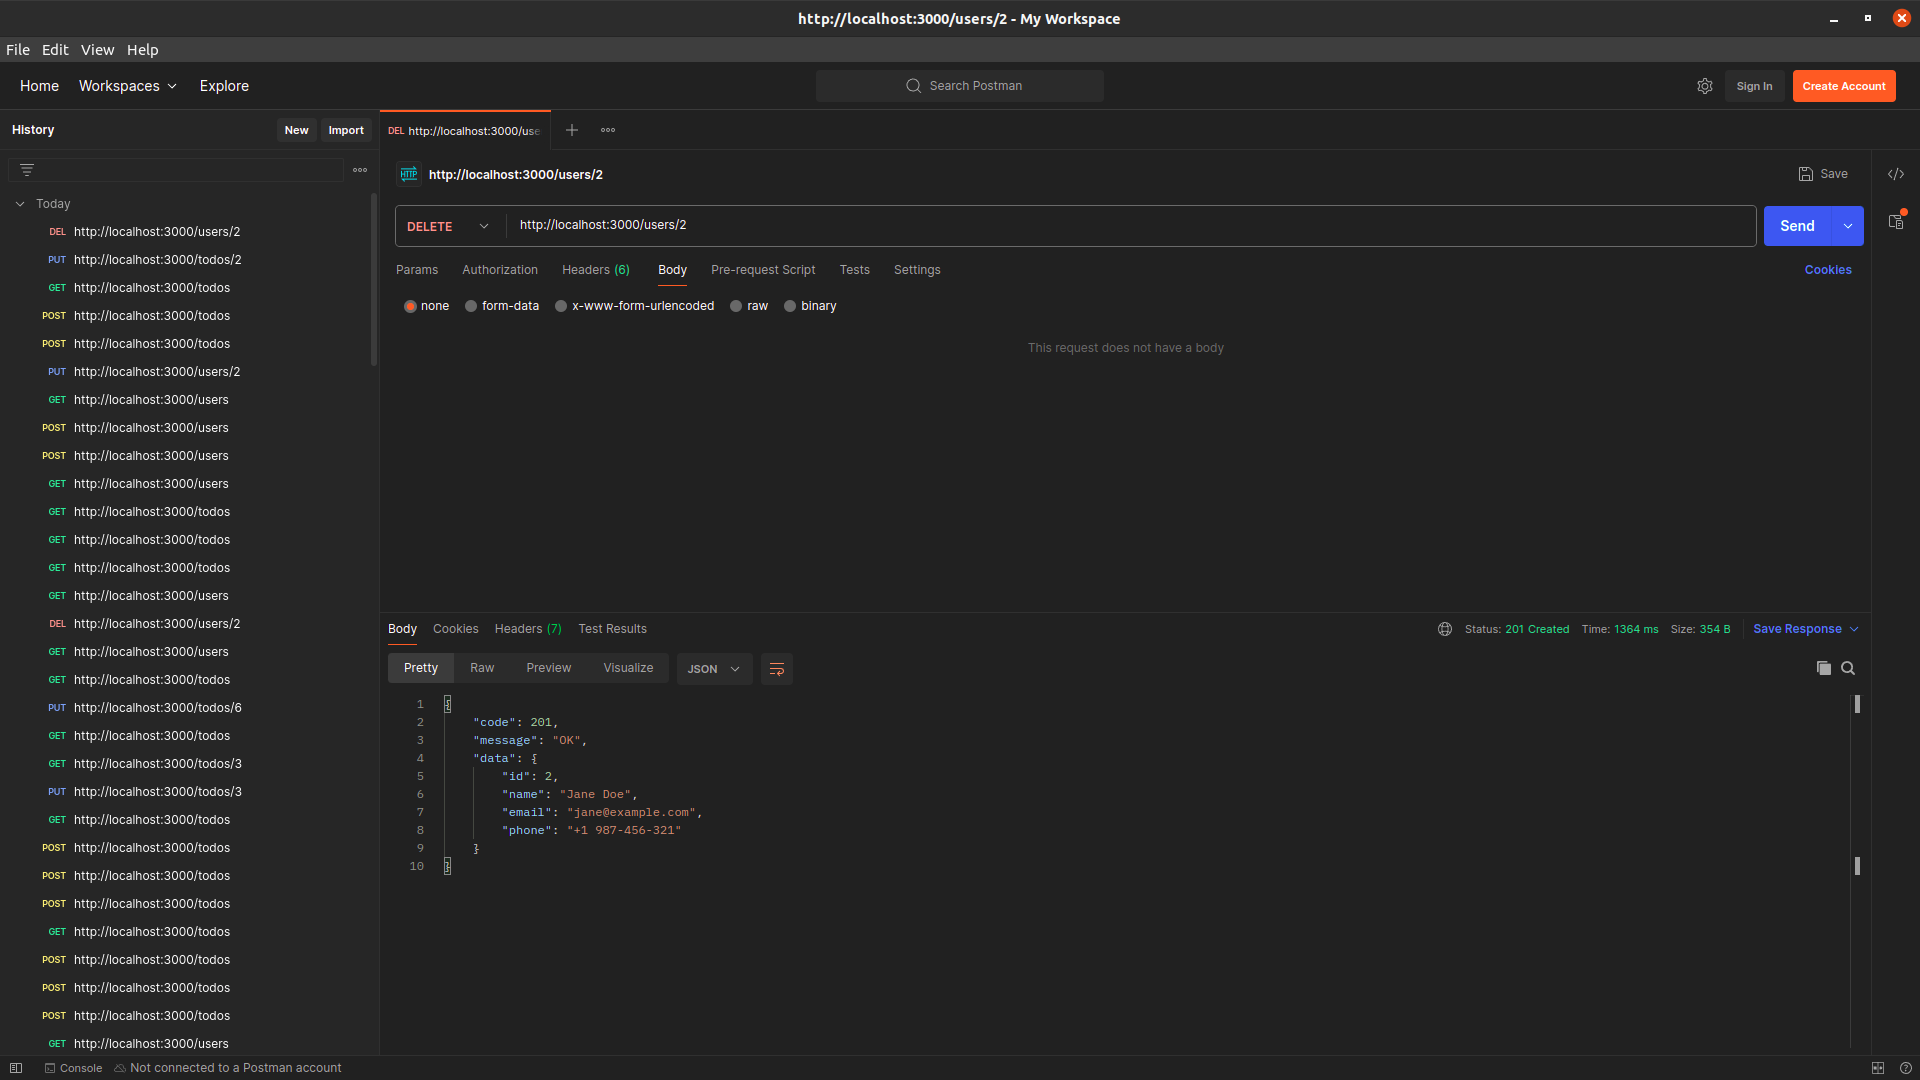 http://localhost:3000/users/2 - My Workspace
File Edit View Help
Home Workspaces Explore
Search Postman
Sign In
Create Account
History
New
Import
DEL http://localhost:3000/use
Today
DEL http://localhost:3000/users/2
PUT http://localhost:3000/todos/2
GET http://localhost:3000/todos
POST http://localhost:3000/todos
POST http://localhost:3000/todos
PUT http://localhost:3000/users/2
GET http://localhost:3000/users
POST http://localhost:3000/users
POST http://localhost:3000/users
GET http://localhost:3000/users
GET http://localhost:3000/todos
GET http://localhost:3000/todos
GET http://localhost:3000/todos
GET http://localhost:3000/users
DEL http://localhost:3000/users/2
GET http://localhost:3000/users
GET http://localhost:3000/todos
PUT http://localhost:3000/todos/6
GET http://localhost:3000/todos
GET http://localhost:3000/todos/3
PUT http://localhost:3000/todos/3
GET http://localhost:3000/todos
POST http://localhost:3000/todos
POST http://localhost:3000/todos
POST http://localhost:3000/todos
GET http://localhost:3000/todos
POST http://localhost:3000/todos
POST http://localhost:3000/todos
POST http://localhost:3000/todos
GET http://localhost:3000/users
HTTP http://localhost:3000/users/2
Save
DELETE http://localhost:3000/users/2
Send
Params Authorization Headers (6) Body Pre-request Script Tests Settings
Cookies
none form-data x-www-form-urlencoded raw binary
This request does not have a body
Body Cookies Headers (7) Test Results
Status: 201 Created Time: 1364 ms Size: 354 B Save Response
Pretty Raw Preview Visualize JSON
1 {
2 "code": 201,
3 "message": "OK",
4 "data": {
5 "id": 2,
6 "name": "Jane Doe",
7 "email": "jane@example.com",
8 "phone": "+1 987-456-321"
9 }
10 }
Console Not connected to a Postman account